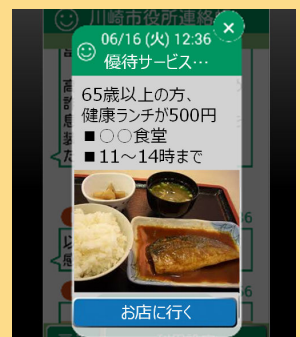 川崎市役所連絡
06/16 (火) 12:36
優待サービス…
65歳以上の方、
健康ランチが500円
■○○食堂
■11～14時まで
お店に行く